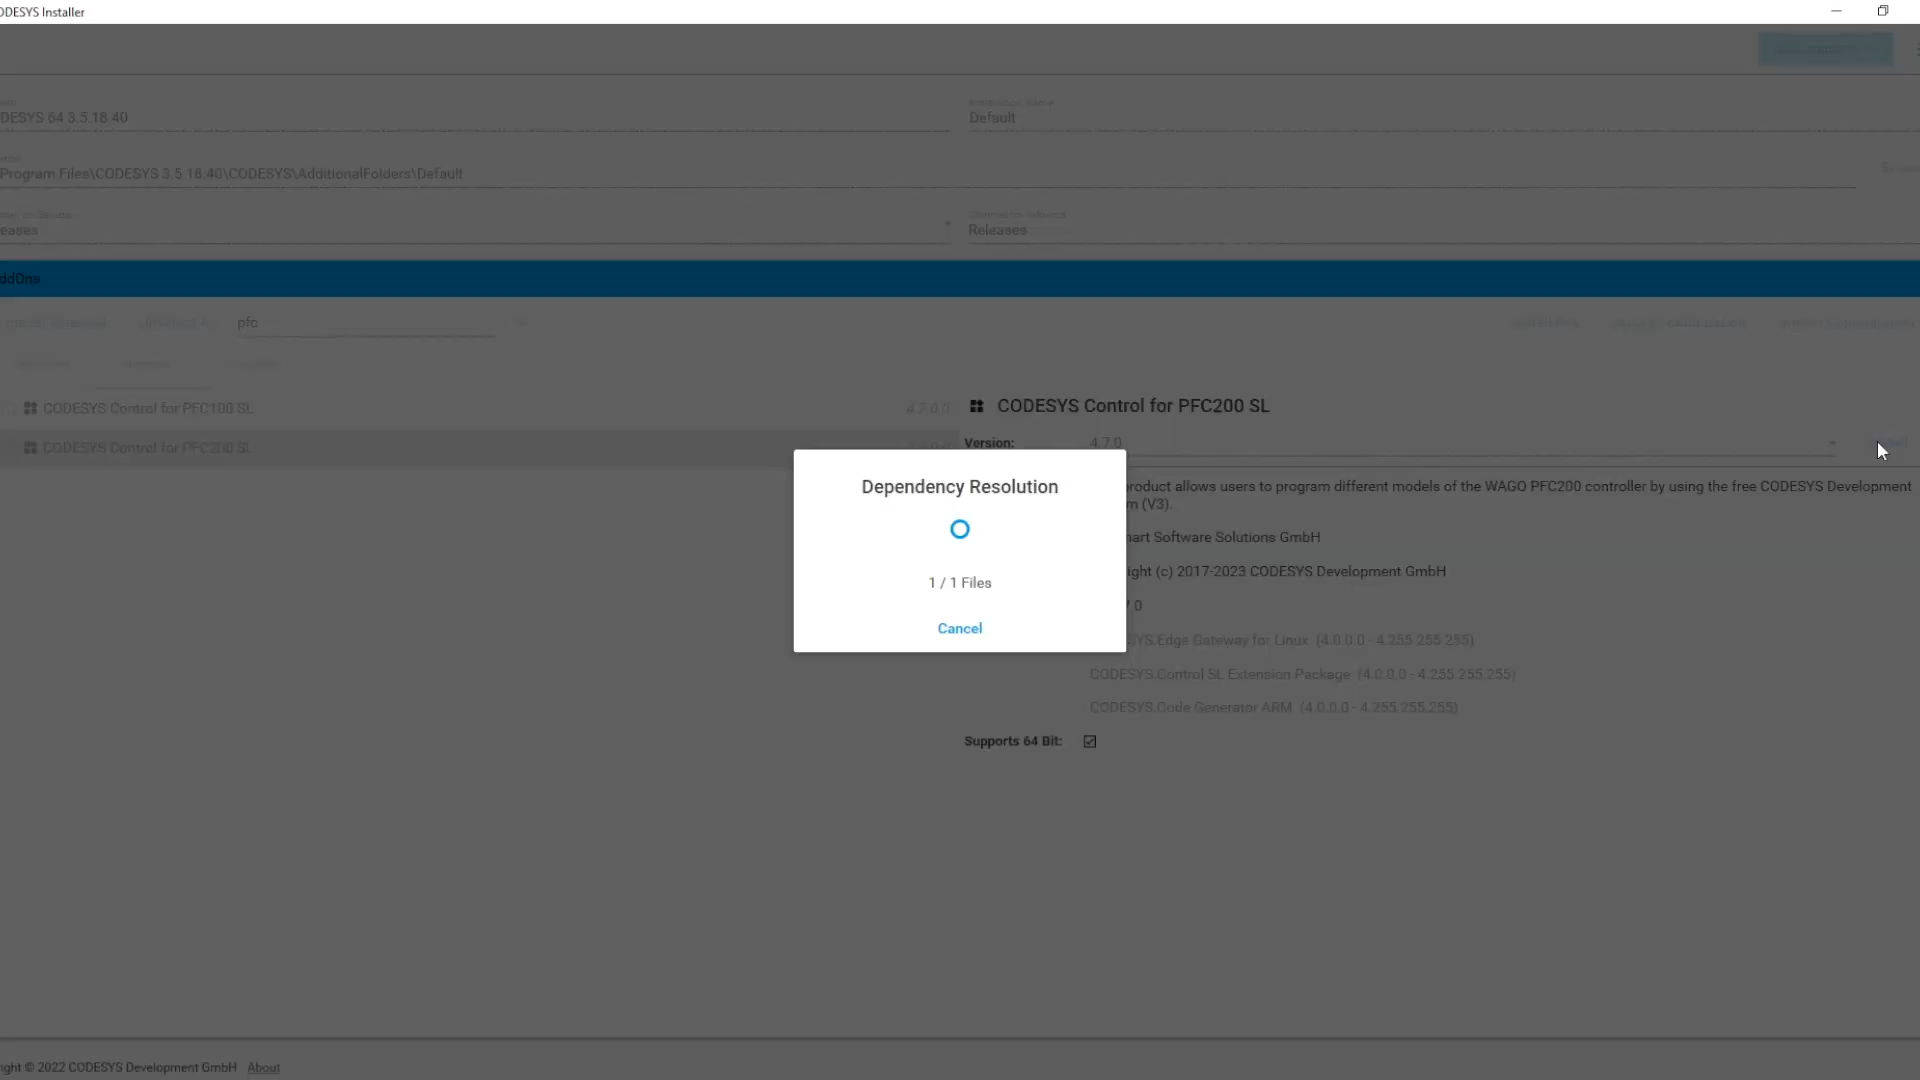 ODESYS Installer
DESYS 64 3.5.18.40
Default
Program Files\CODESYS 3.5.18.40\CODESYS\AdditionalFolders\Default
eases
Releases
ddOns
pfc
CODESYS Control for PFC100 SL
4.7.0.0
CODESYS Control for PFC200 SL
CODESYS Control for PFC200 SL
Version:
4.7.0
Dependency Resolution
1 / 1 Files
Cancel
product allows users to program different models of the WAGO PFC200 controller by using the free CODESYS Development
m (V3).
mart Software Solutions GmbH
ight (c) 2017-2023 CODESYS Development GmbH
7.0
YS.Edge Gateway for Linux (4.0.0.0 - 4.255.255.255)
CODESYS.Control SL Extension Package (4.0.0.0 - 4.255.255.255)
CODESYS.Code Generator ARM (4.0.0.0 - 4.255.255.255)
Supports 64 Bit:
ight © 2022 CODESYS Development GmbH About